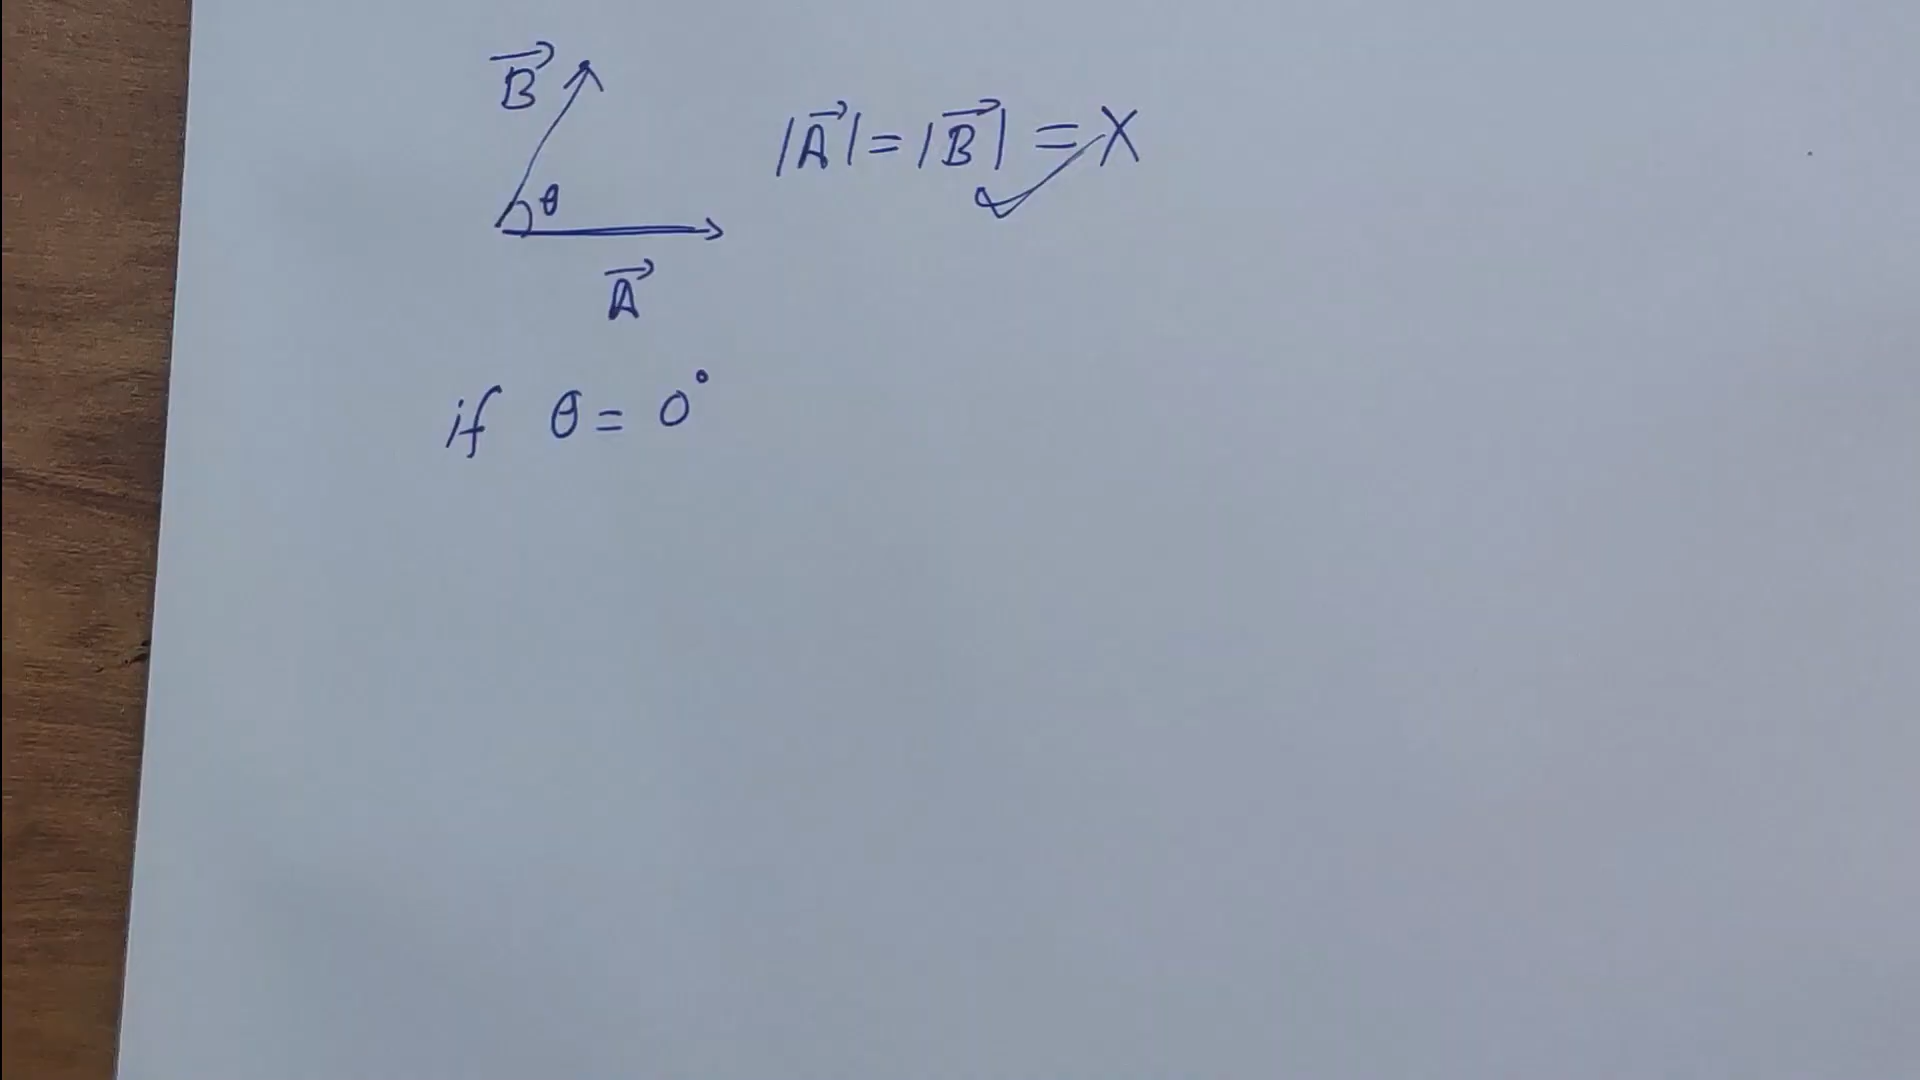 B⃗
θ
|A⃗| = |B⃗| = X
A⃗
if θ = 0°